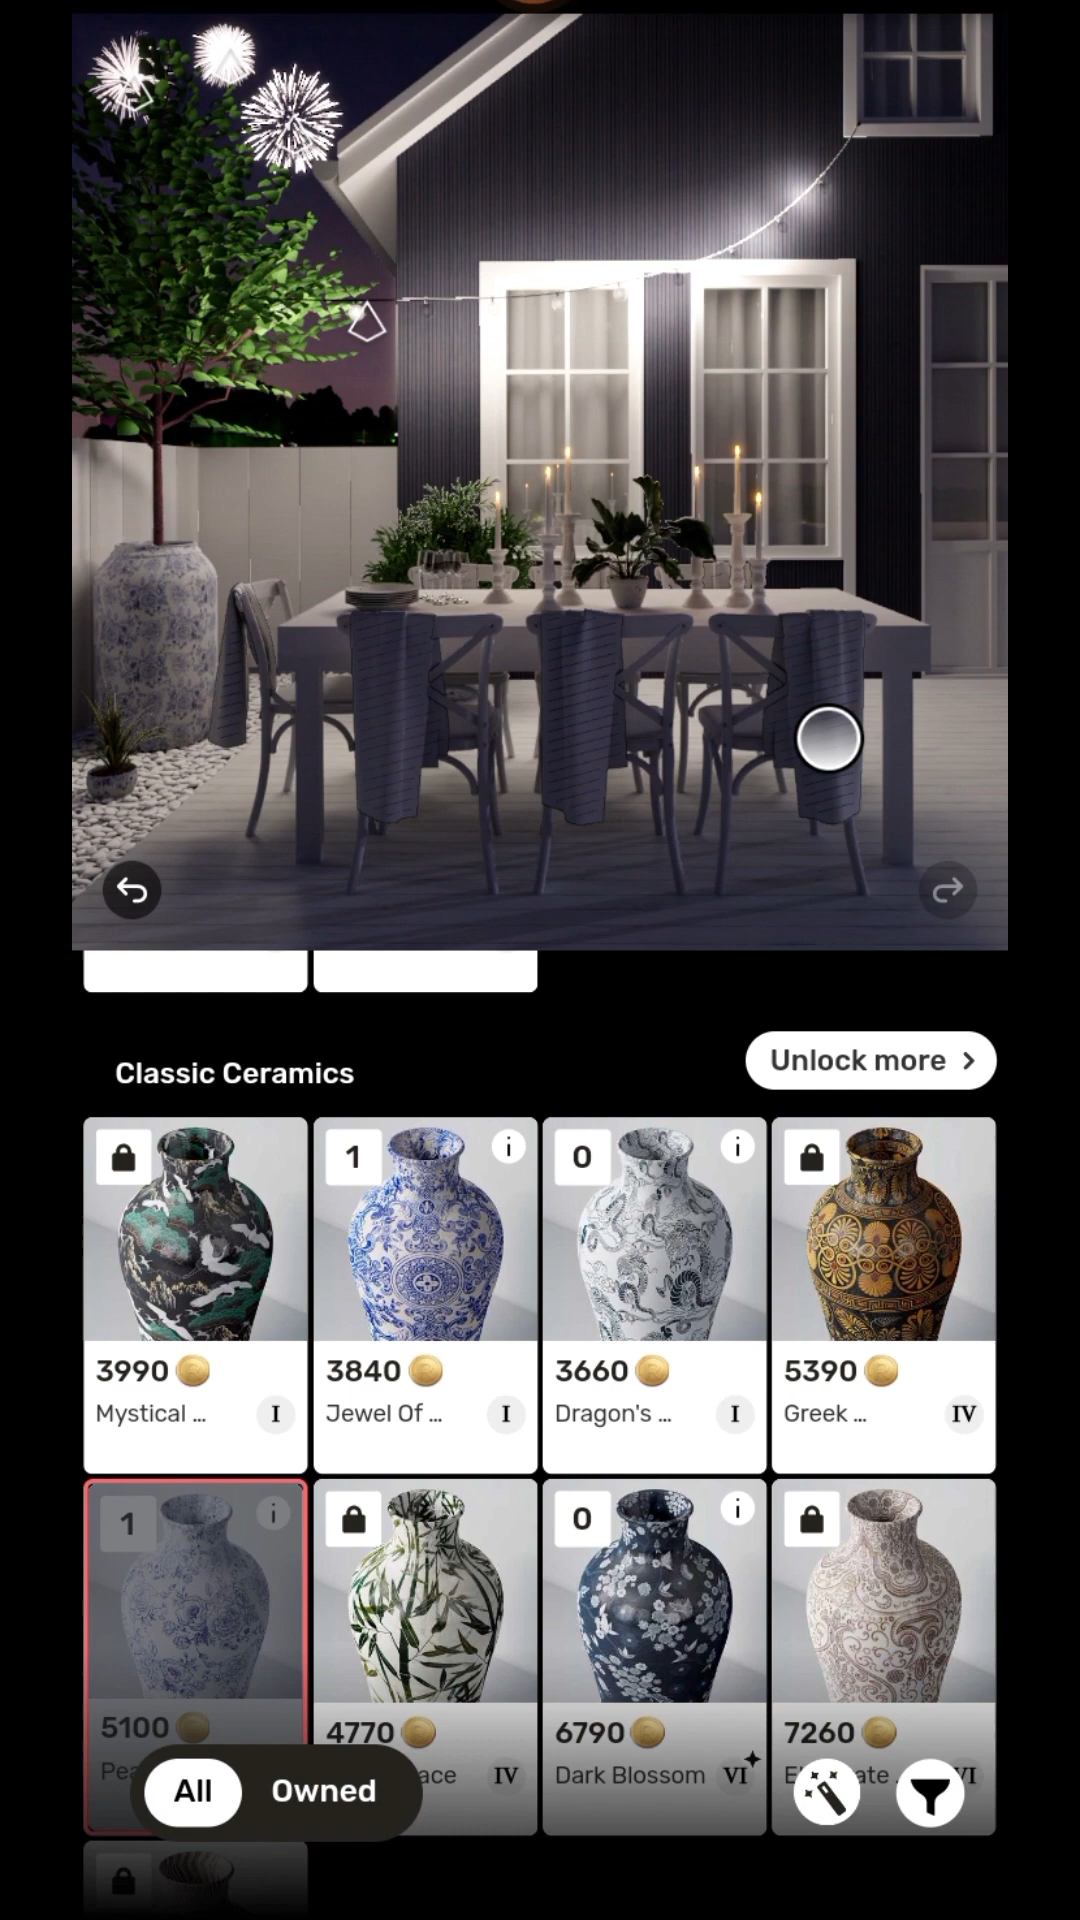 Classic Ceramics
Unlock more
1
i
0
i
3990
3840
3660
5390
Mystical ...
I
Jewel Of ...
I
Dragon's ...
I
Greek ...
IV
1
i
0
i
5100
4770
6790
7260
IV
Dark Blossom
VI
All
Owned